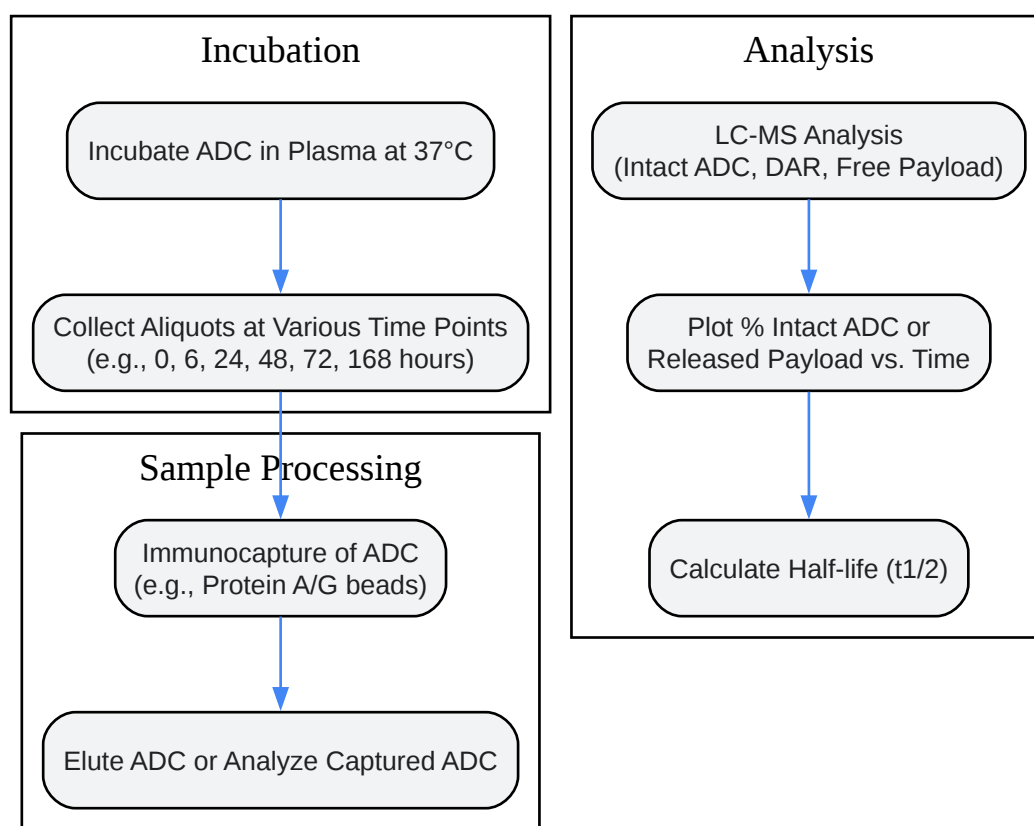 Incubation
Incubate ADC in Plasma at 37°C
Collect Aliquots at Various Time Points
(e.g., 0, 6, 24, 48, 72, 168 hours)
Sample Processing
Immunocapture of ADC
(e.g., Protein A/G beads)
Elute ADC or Analyze Captured ADC
Analysis
LC-MS Analysis
(Intact ADC, DAR, Free Payload)
Plot % Intact ADC or
Released Payload vs. Time
Calculate Half-life (t1/2)